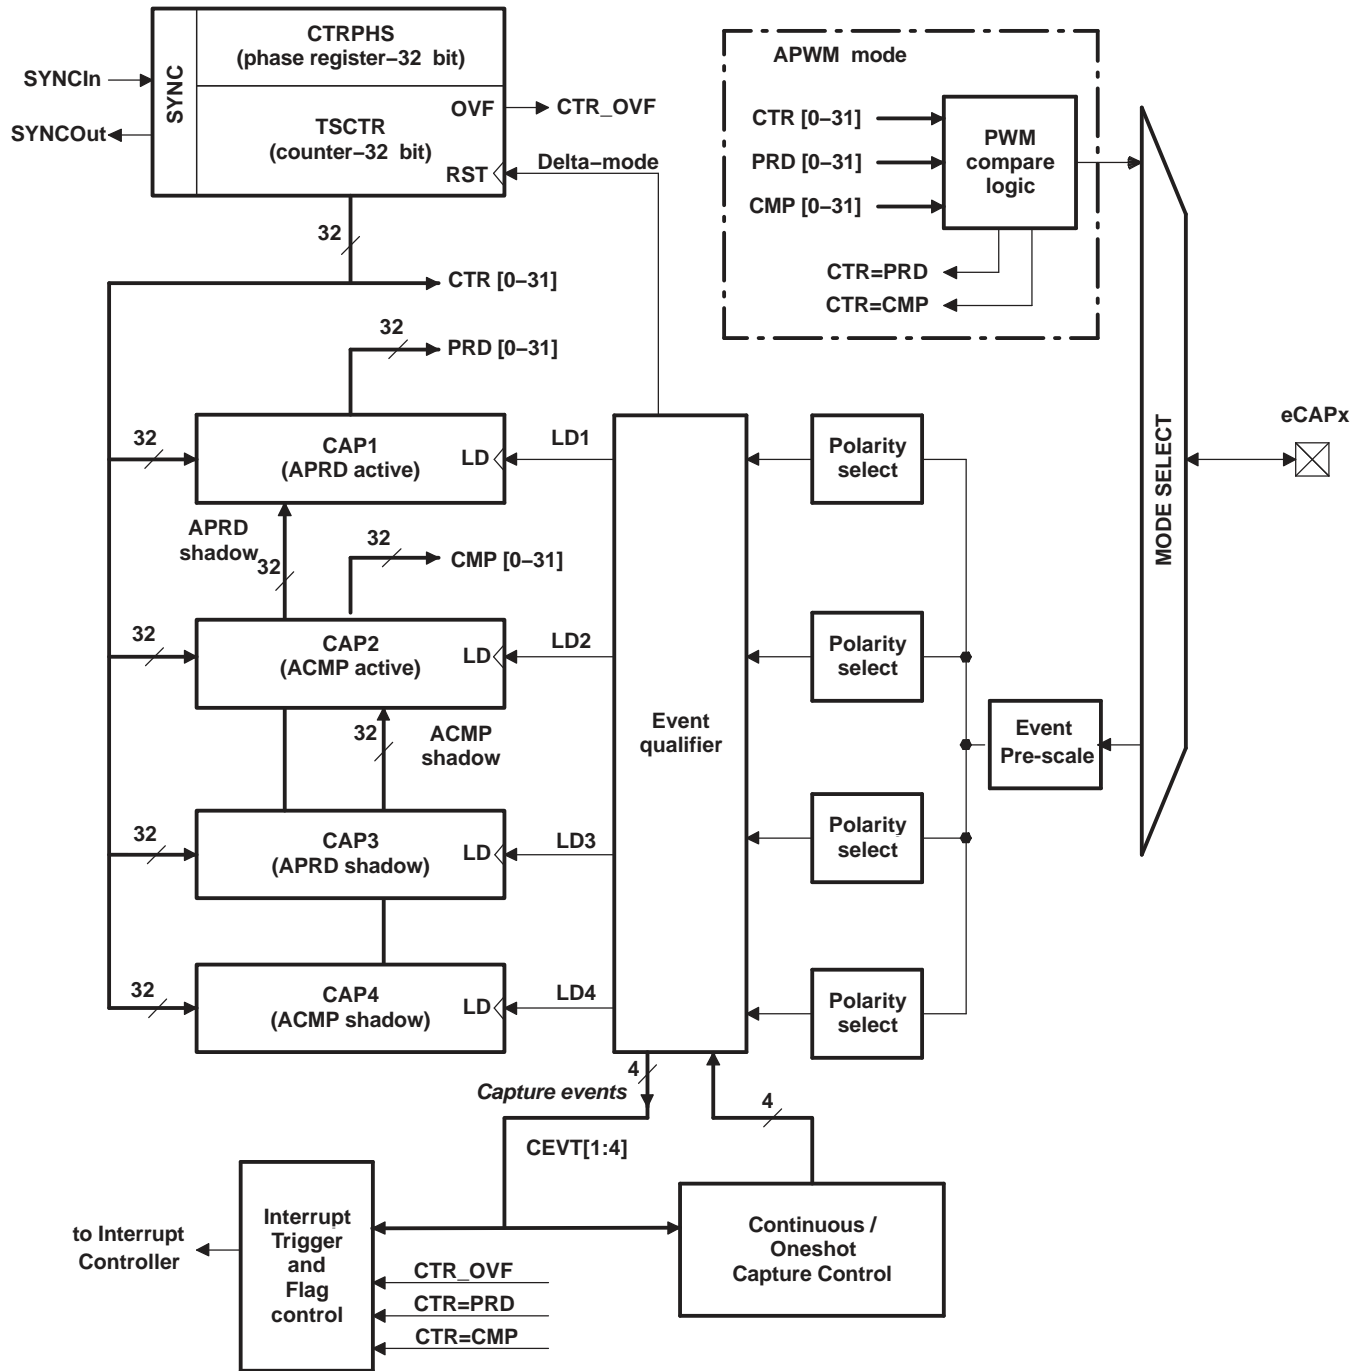 CTRPHS
(phase register−32 bit)
SYNC
SYNCIn
SYNCOut
OVF
CTR_OVF
TSCTR
(counter−32 bit)
RST
Delta−mode
32
CTR [0−31]
32
PRD [0−31]
APWM mode
CTR [0−31]
PRD [0−31]
CMP [0−31]
PWM
compare
logic
CTR=PRD
CTR=CMP
MODE SELECT
eCAPx
32
CAP1
(APRD active)
LD
LD1
Polarity
select
APRD
shadow
32
32
CMP [0−31]
32
CAP2
(ACMP active)
LD
LD2
Polarity
select
32
ACMP
shadow
Event
qualifier
Event
Pre-scale
32
CAP3
(APRD shadow)
LD
LD3
Polarity
select
32
CAP4
(ACMP shadow)
LD
LD4
Polarity
select
4
Capture events
CEVT[1:4]
4
to Interrupt
Controller
Interrupt
Trigger
and
Flag
control
CTR_OVF
CTR=PRD
CTR=CMP
Continuous /
Oneshot
Capture Control